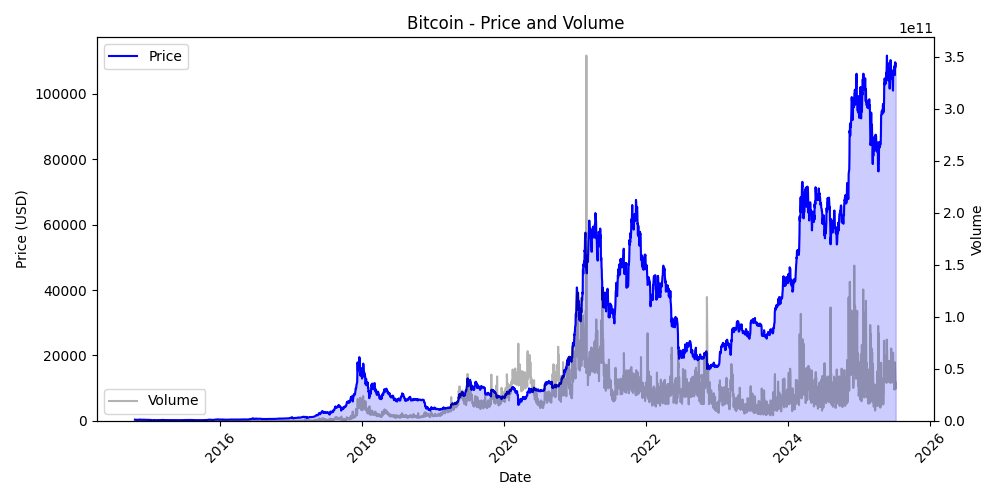 Bitcoin - Price and Volume
1e11
Price
Volume
Price (USD)
100000
80000
60000
40000
20000
0
3.5
3.0
2.5
2.0
1.5
1.0
0.5
0.0
Volume
2016
2018
2020
2022
2024
2026
Date